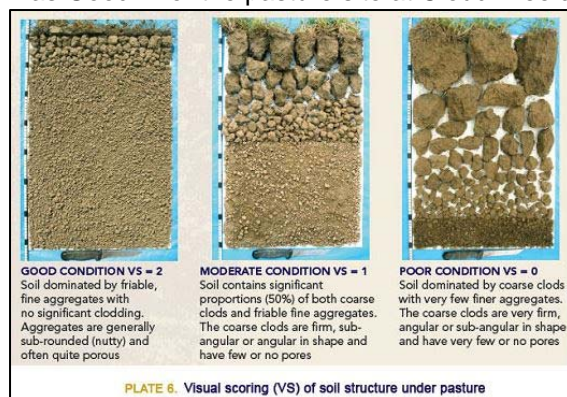 GOOD CONDITION VS = 2
Soil dominated by friable,
fine aggregates with
no significant clodding.
Aggregates are generally
sub-rounded (nutty) and
often quite porous
MODERATE CONDITION VS = 1
Soil contains significant
proportions (50%) of both coarse
clods and friable fine aggregates.
The coarse clods are firm, sub-
angular or angular in shape and
have few or no pores
POOR CONDITION VS = 0
Soil dominated by coarse clods
with very few finer aggregates.
The coarse clods are very firm,
angular or sub-angular in shape
and have very few or no pores
PLATE 6. Visual scoring (VS) of soil structure under pasture